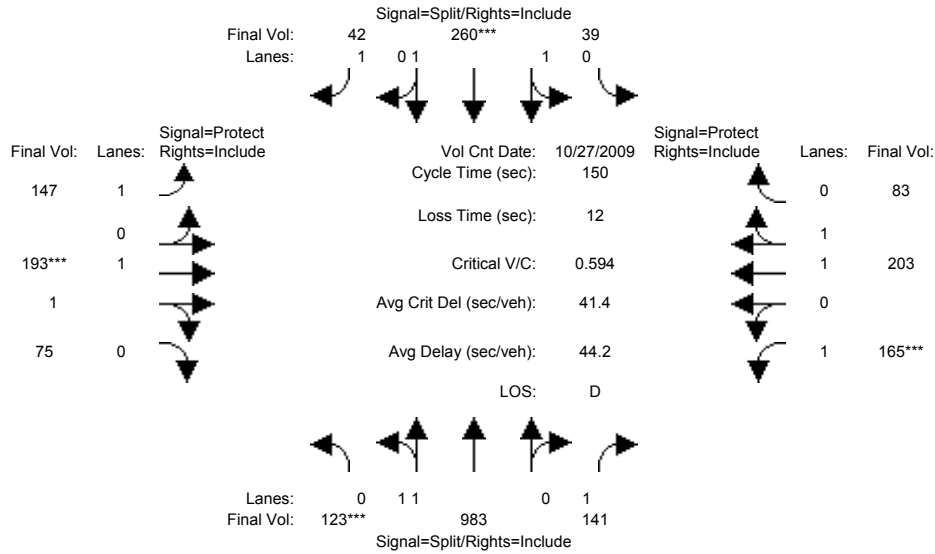 Signal=Split/Rights=Include
Final Vol: 42 260*** 39
Lanes: 1 0 1 1 0
Signal=Protect Signal=Protect
Final Vol: Lanes: Rights=Include Vol Cnt Date: 10/27/2009 Rights=Include Lanes: Final Vol:
Cycle Time (sec): 150
147 1 0 83
Loss Time (sec): 12
0 1
193*** 1 Critical V/C: 0.594 1 203
1 Avg Crit Del (sec/veh): 41.4 0
75 0 Avg Delay (sec/veh): 44.2 1 165***
LOS: D
Lanes: 0 1 1 0 1
Final Vol: 123*** 983 141
Signal=Split/Rights=Include